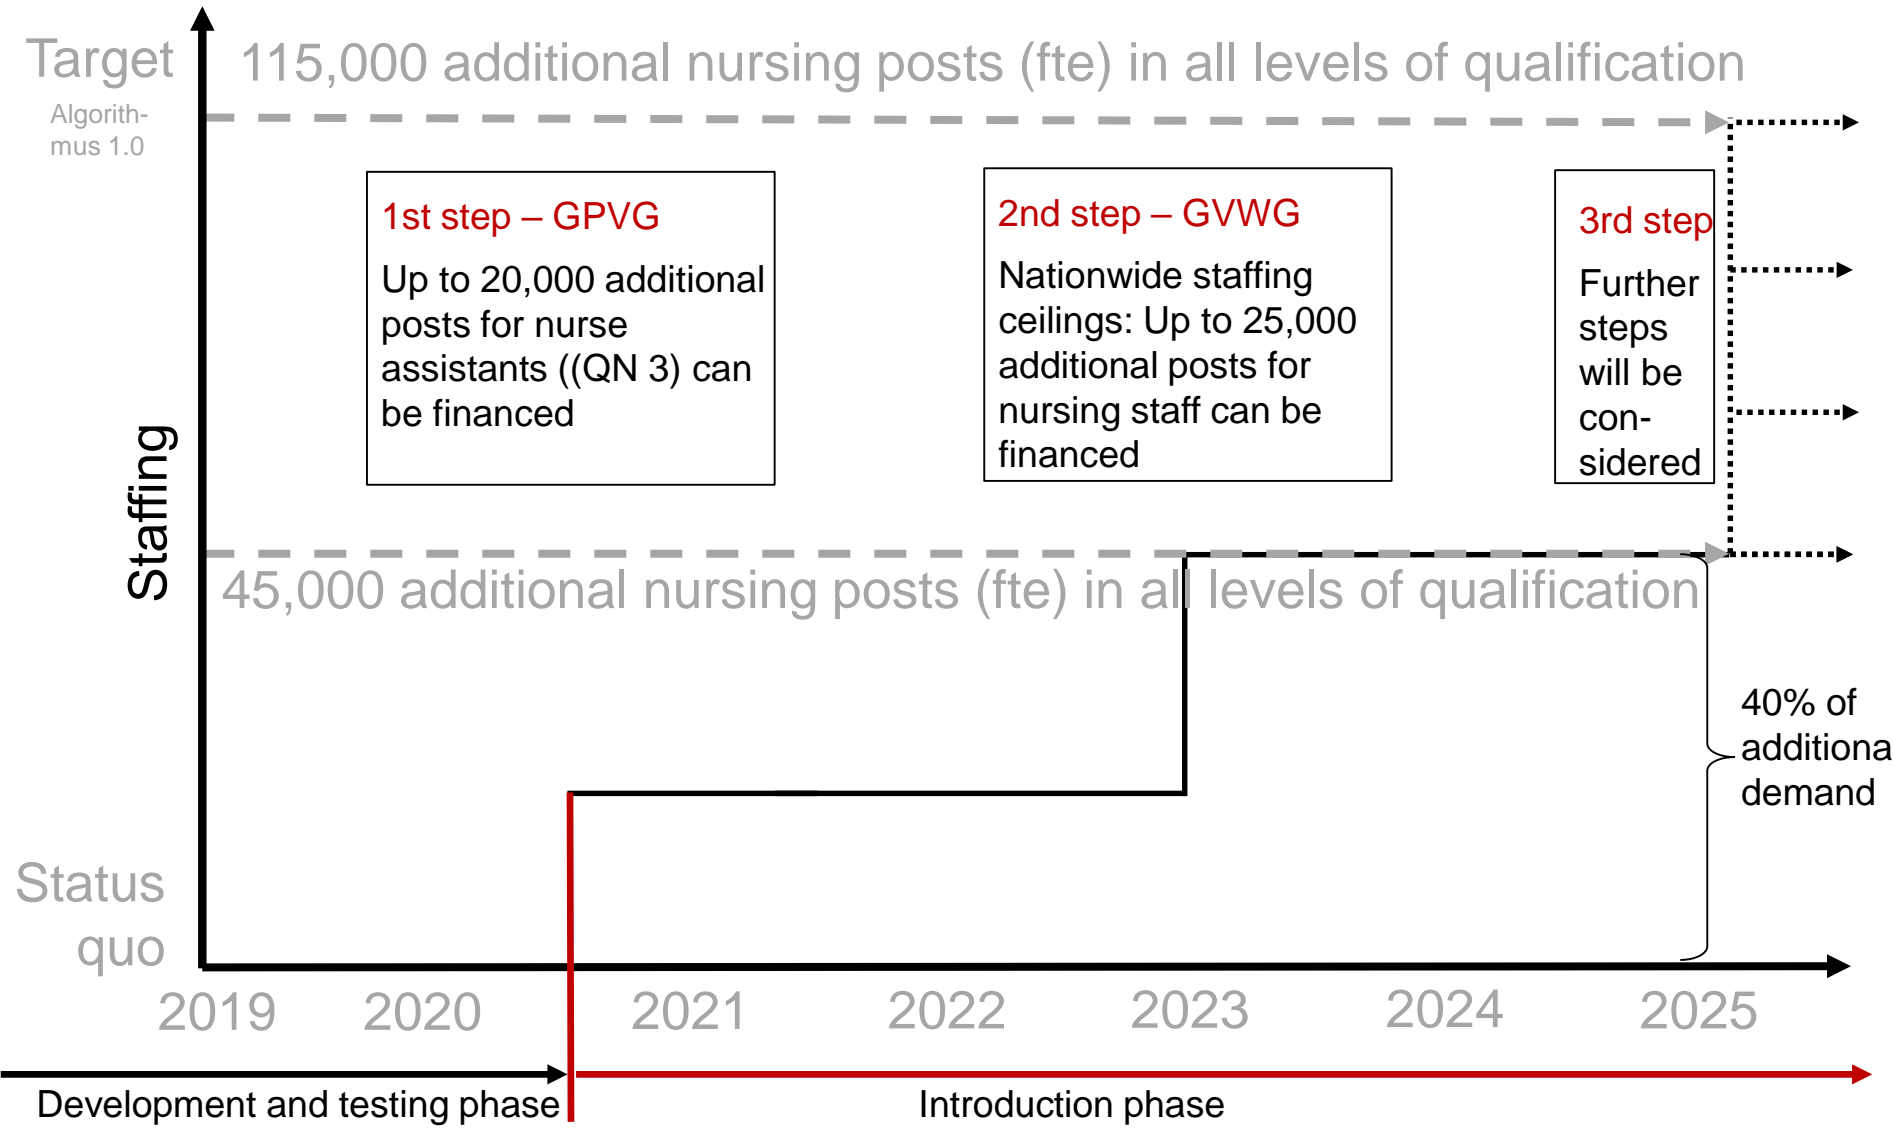 Target
115,000 additional nursing posts (fte) in all levels of qualification
Algorith-
mus 1.0
1st step – GPVG
Up to 20,000 additional
posts for nurse
assistants ((QN 3) can
be financed
2nd step – GVWG
Nationwide staffing
ceilings: Up to 25,000
additional posts for
nursing staff can be
financed
3rd step
Further
steps
will be
con-
sidered
Staffing
45,000 additional nursing posts (fte) in all levels of qualification
40% of
additiona
demand
Status
quo
2019
2020
2021
2022
2023
2024
2025
Development and testing phase
Introduction phase